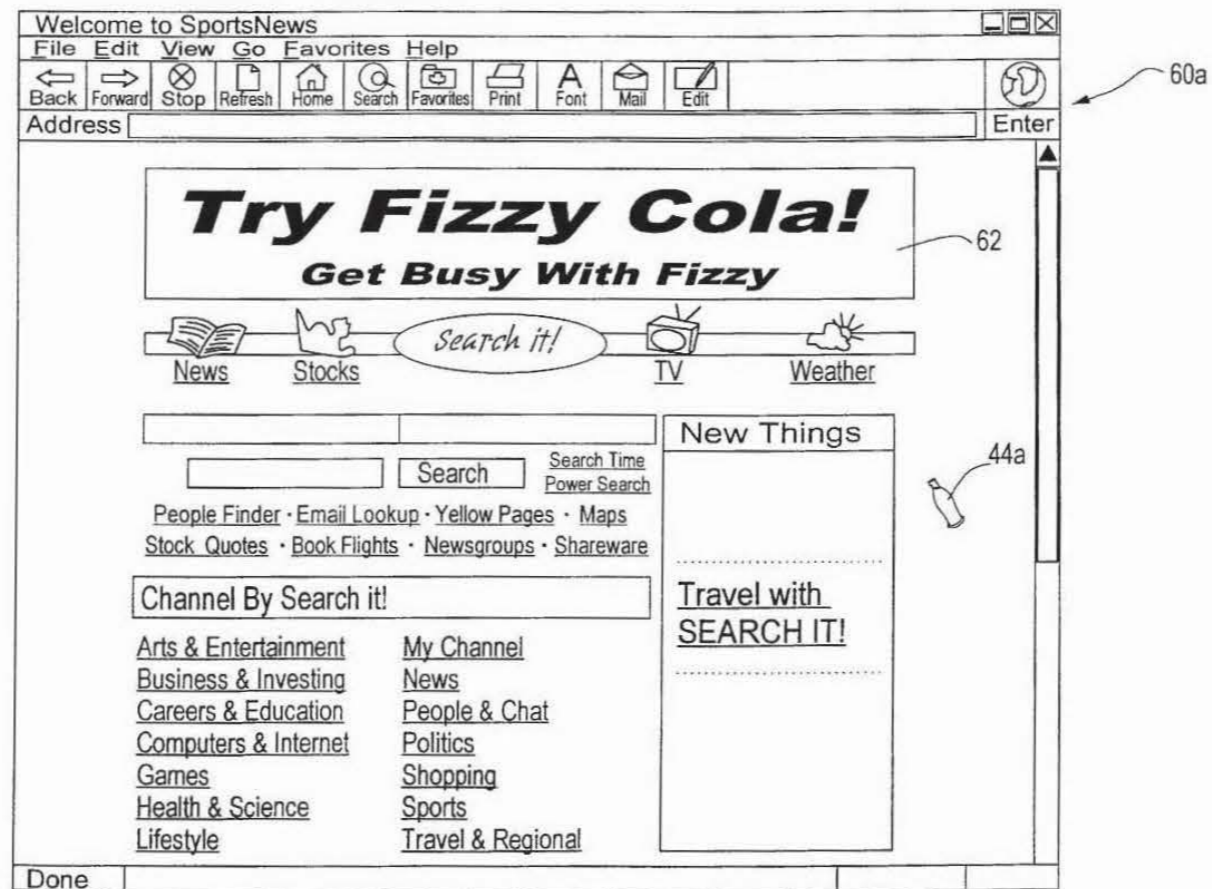 Welcome to SportsNews
File Edit View Go Favorites Help
Back Forward Stop Refresh Home Search Favorites Print Font Mail Edit
60a
Address Enter
Try Fizzy Cola!
62
Get Busy With Fizzy
Search it!
News Stocks TV Weather
New Things
44a
Search Search Time
Power Search
People Finder · Email Lookup · Yellow Pages · Maps
Stock Quotes · Book Flights · Newsgroups · Shareware
Channel By Search it!
Travel with
SEARCH IT!
Arts & Entertainment My Channel
Business & Investing News
Careers & Education People & Chat
Computers & Internet Politics
Games Shopping
Health & Science Sports
Lifestyle Travel & Regional
Done